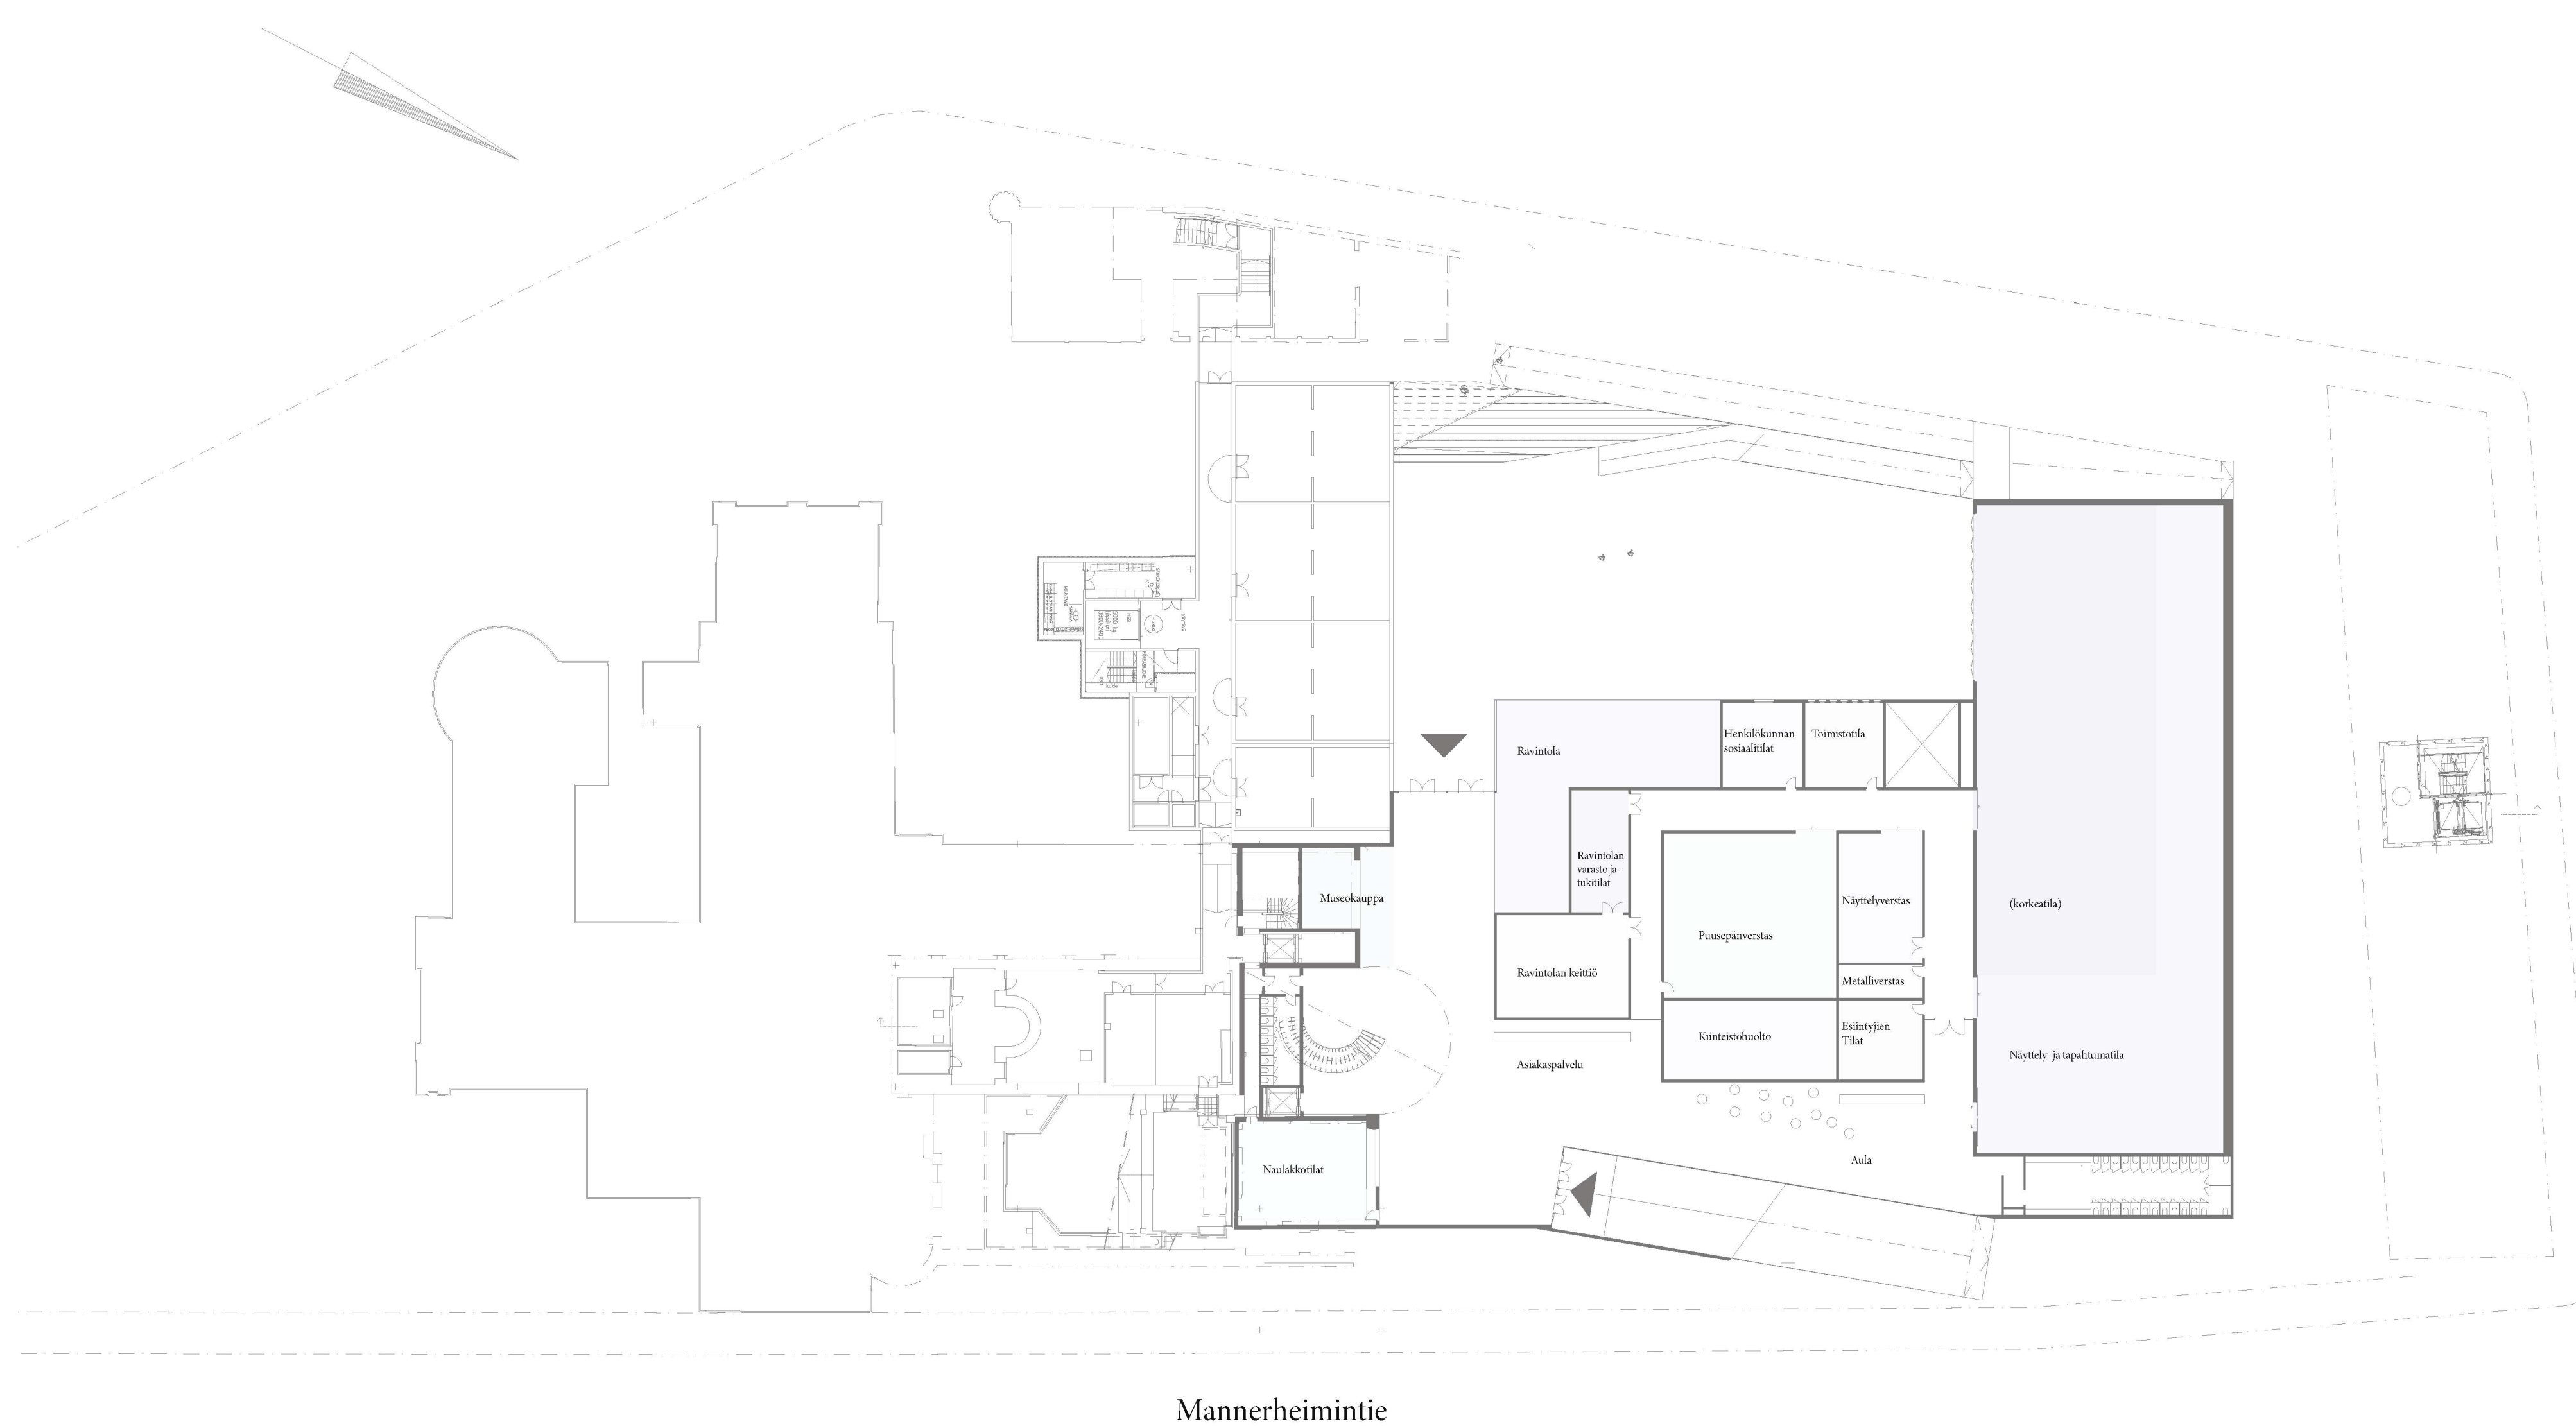 Ravintola
Henkilökunnan
sosiaalitilat
Toimistotila
Ravintolan
varasto ja -
tukitilat
Museokauppa
Näyttelyverstas
(korkeatila)
Puusepänverstas
Ravintolan keittiö
Metalliverstas
Kiinteistöhuolto
Esiintyjien
Tilat
Asiakaspalvelu
Näyttely- ja tapahtumatila
Naulakkotilat
Aula
Mannerheimintie